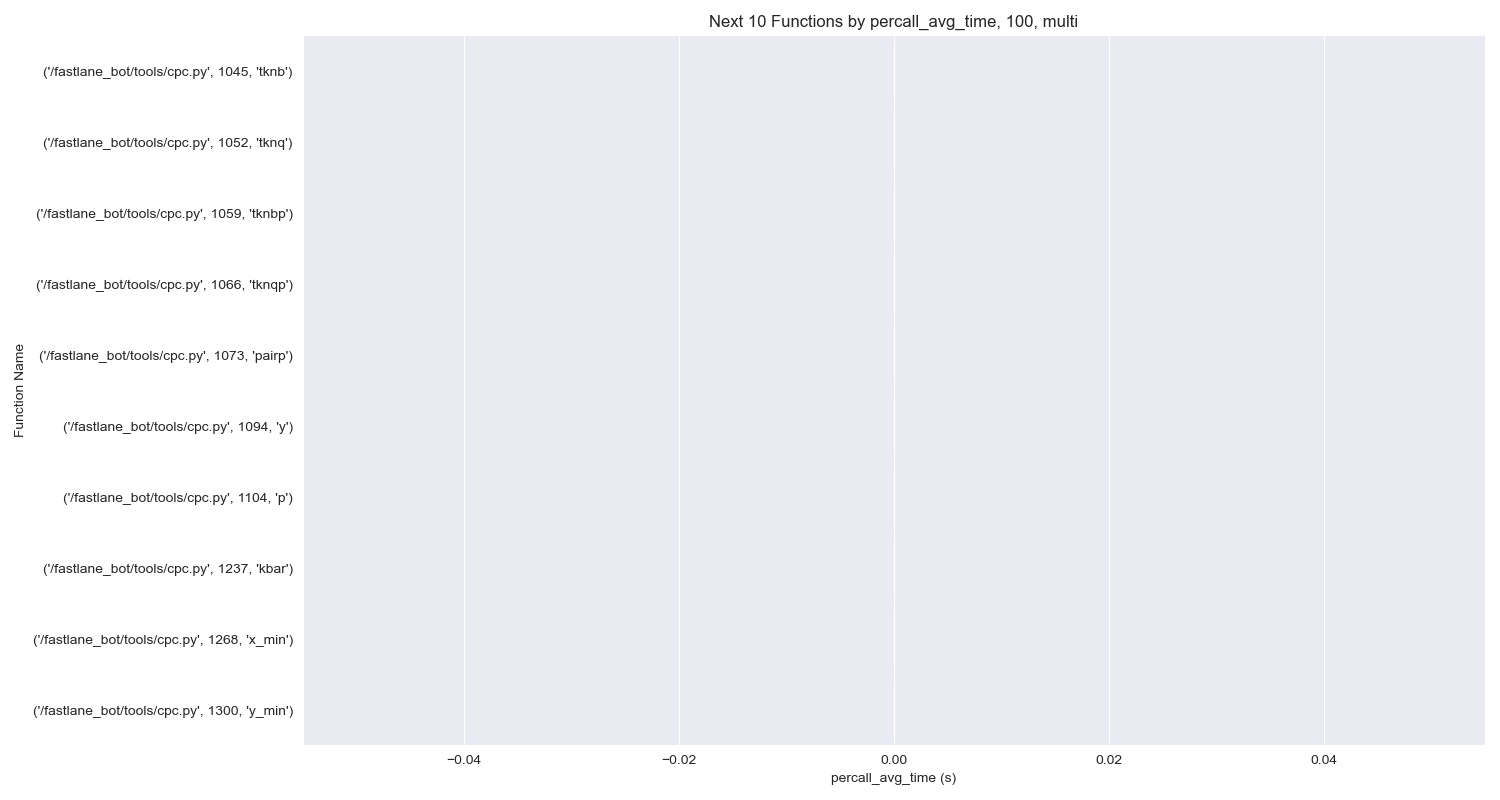 Next 10 Functions by percall_avg_time, 100, multi
('/fastlane_bot/tools/cpc.py', 1045, 'tknb')
('/fastlane_bot/tools/cpc.py', 1052, 'tknq')
('/fastlane_bot/tools/cpc.py', 1059, 'tknbp')
('/fastlane_bot/tools/cpc.py', 1066, 'tknqp')
('/fastlane_bot/tools/cpc.py', 1073, 'pairp')
('/fastlane_bot/tools/cpc.py', 1094, 'y')
('/fastlane_bot/tools/cpc.py', 1104, 'p')
('/fastlane_bot/tools/cpc.py', 1237, 'kbar')
('/fastlane_bot/tools/cpc.py', 1268, 'x_min')
('/fastlane_bot/tools/cpc.py', 1300, 'y_min')
Function Name
−0.04 −0.02 0.00 0.02 0.04
percall_avg_time (s)